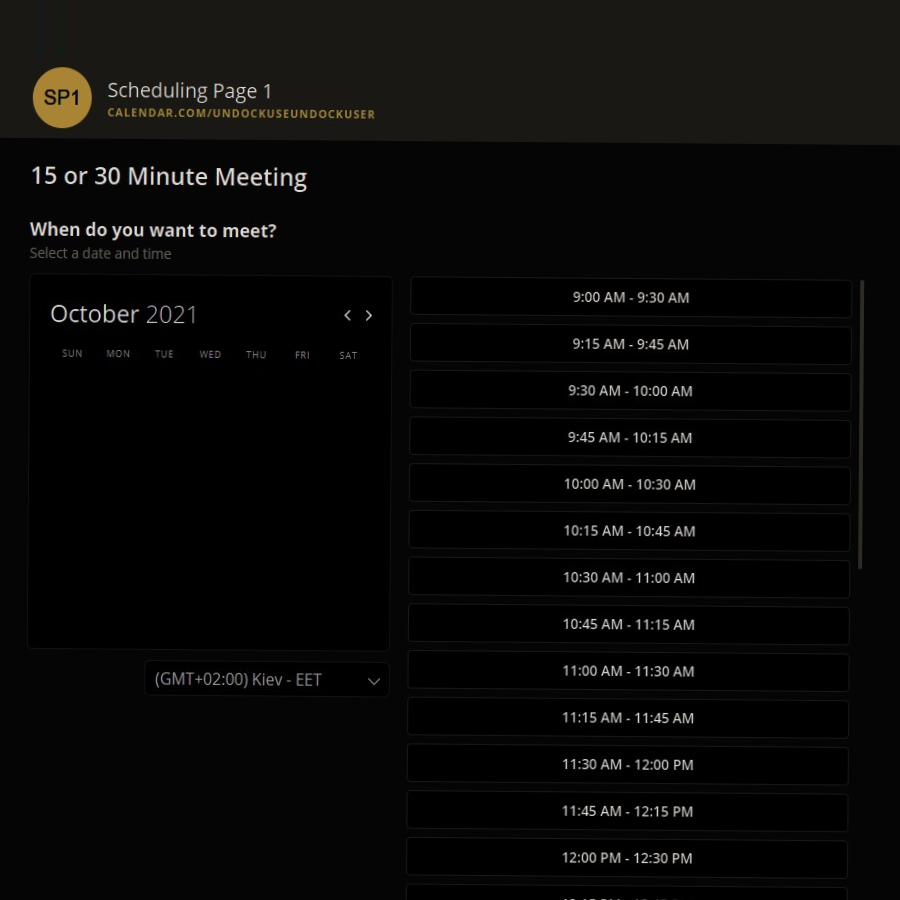 SP1
Scheduling Page 1
CALENDAR.COM/UNDOCKUSEUNDOCKUSER
15 or 30 Minute Meeting
When do you want to meet?
Select a date and time
October 2021
SUN MON TUE WED THU FRI SAT
(GMT+02:00) Kiev - EET
9:00 AM - 9:30 AM
9:15 AM - 9:45 AM
9:30 AM - 10:00 AM
9:45 AM - 10:15 AM
10:00 AM - 10:30 AM
10:15 AM - 10:45 AM
10:30 AM - 11:00 AM
10:45 AM - 11:15 AM
11:00 AM - 11:30 AM
11:15 AM - 11:45 AM
11:30 AM - 12:00 PM
11:45 AM - 12:15 PM
12:00 PM - 12:30 PM